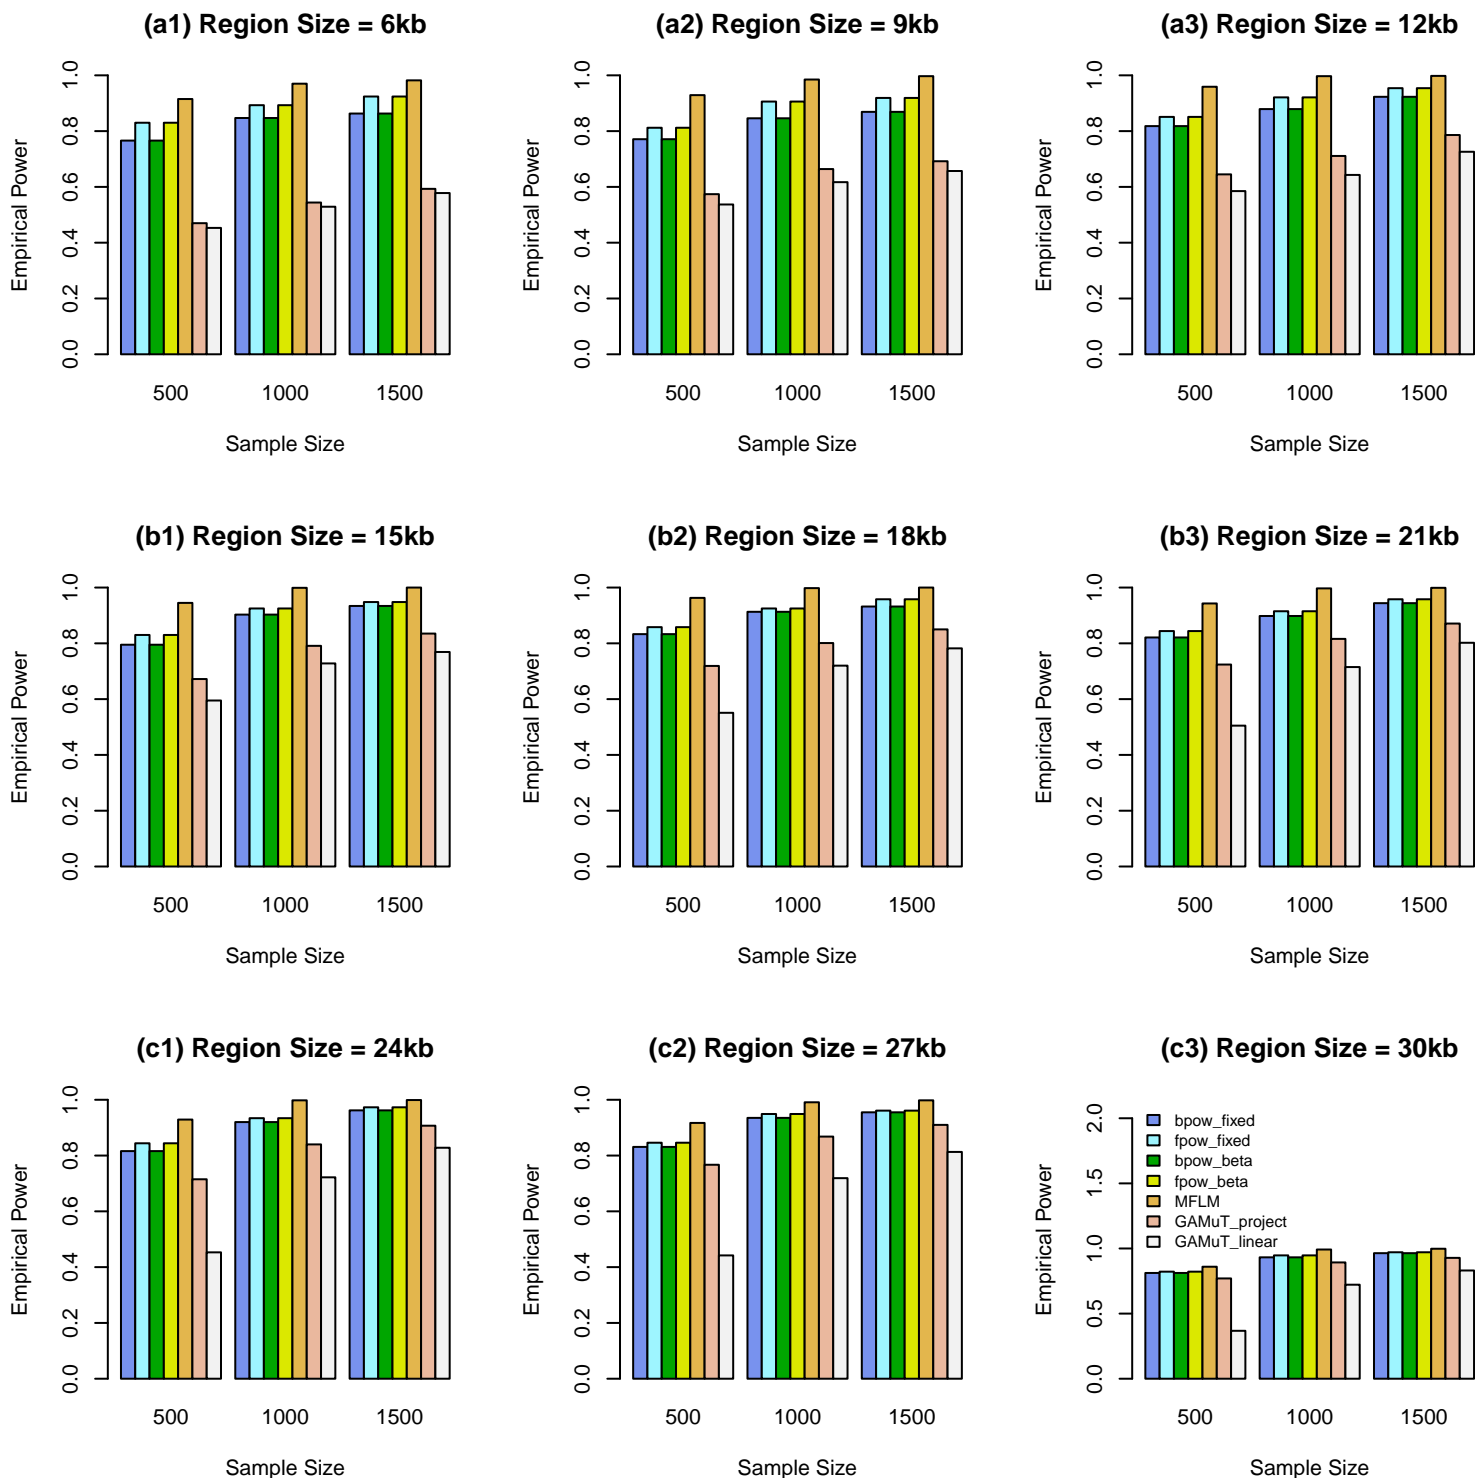 (a1) Region Size = 6kb
Empirical Power
0.0 0.2 0.4 0.6 0.8 1.0
500 1000 1500
Sample Size
(a2) Region Size = 9kb
Empirical Power
0.0 0.2 0.4 0.6 0.8 1.0
500 1000 1500
Sample Size
(a3) Region Size = 12kb
Empirical Power
0.0 0.2 0.4 0.6 0.8 1.0
500 1000 1500
Sample Size
(b1) Region Size = 15kb
Empirical Power
0.0 0.2 0.4 0.6 0.8 1.0
500 1000 1500
Sample Size
(b2) Region Size = 18kb
Empirical Power
0.0 0.2 0.4 0.6 0.8 1.0
500 1000 1500
Sample Size
(b3) Region Size = 21kb
Empirical Power
0.0 0.2 0.4 0.6 0.8 1.0
500 1000 1500
Sample Size
(c1) Region Size = 24kb
Empirical Power
0.0 0.2 0.4 0.6 0.8 1.0
500 1000 1500
Sample Size
(c2) Region Size = 27kb
Empirical Power
0.0 0.2 0.4 0.6 0.8 1.0
500 1000 1500
Sample Size
(c3) Region Size = 30kb
Empirical Power
0.0 0.5 1.0 1.5 2.0
bpow_fixed
fpow_fixed
bpow_beta
fpow_beta
MFLM
GAMuT_project
GAMuT_linear
500 1000 1500
Sample Size